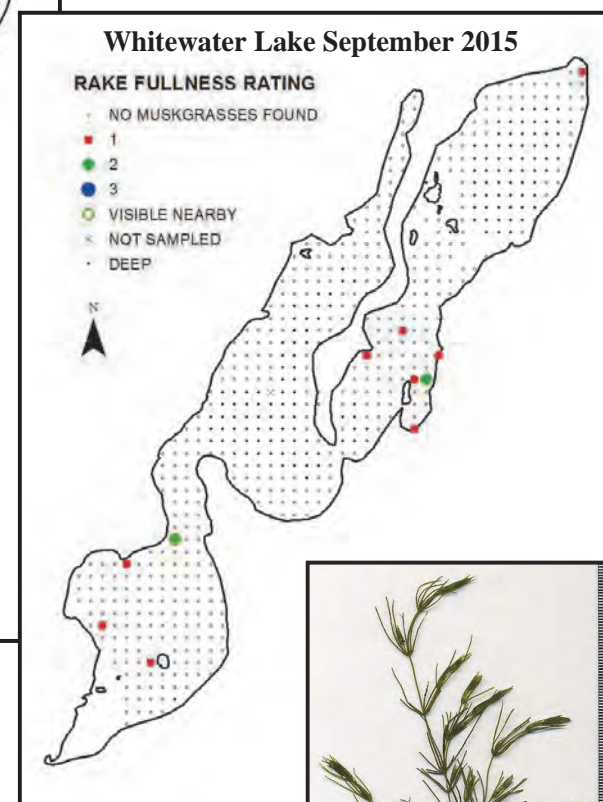 Whitewater Lake September 2015
RAKE FULLNESS RATING
NO MUSKGRASSES FOUND
1
2
3
VISIBLE NEARBY
NOT SAMPLED
DEEP
N